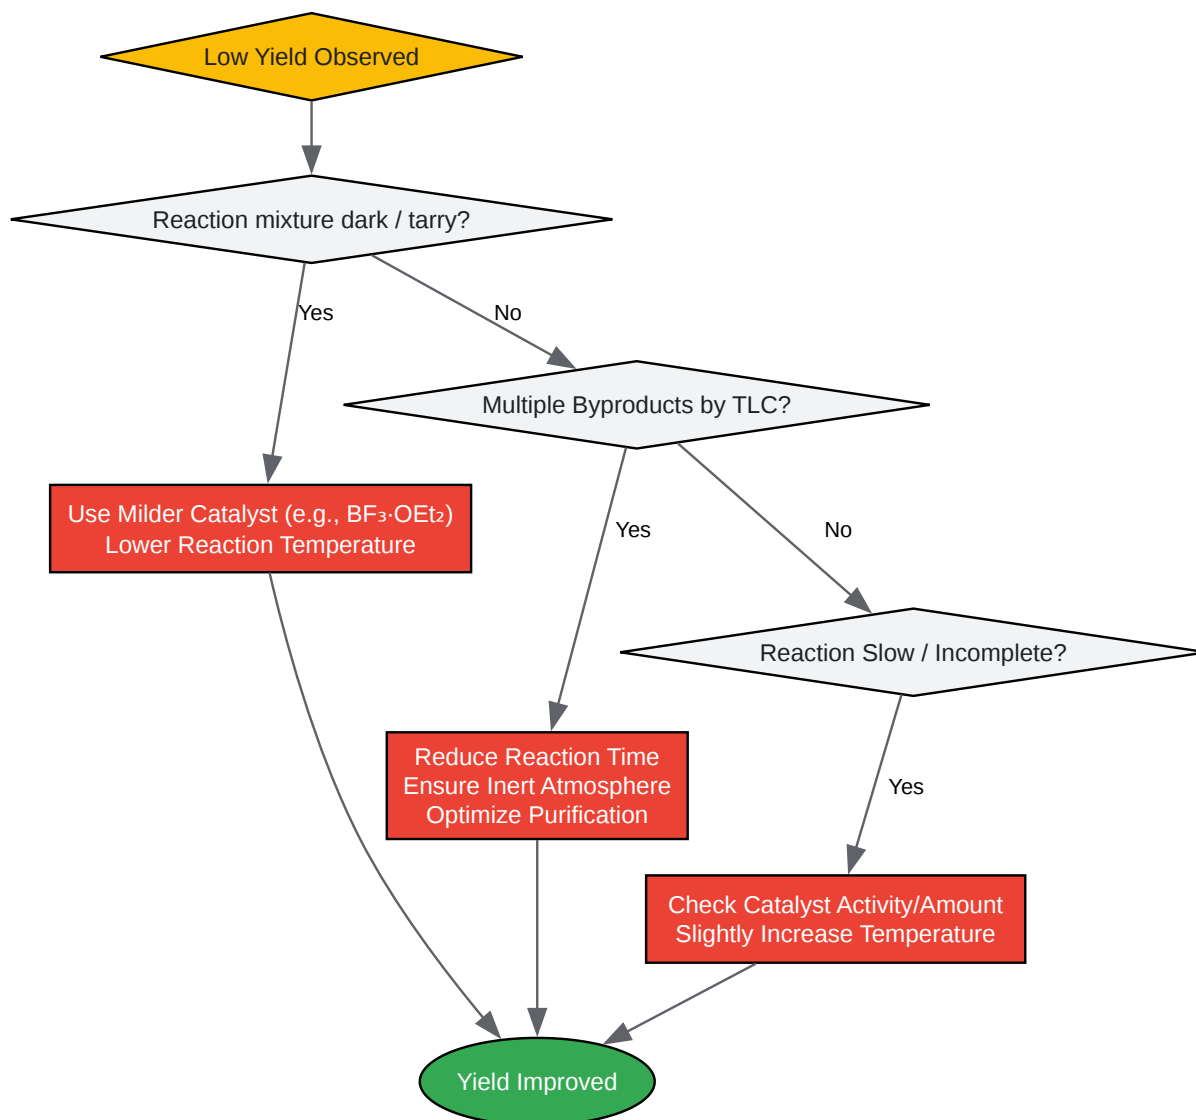 Low Yield Observed
Reaction mixture dark / tarry?
Yes
No
Multiple Byproducts by TLC?
Use Milder Catalyst (e.g., BF₃·OEt₂)
Lower Reaction Temperature
Yes
No
Reaction Slow / Incomplete?
Reduce Reaction Time
Ensure Inert Atmosphere
Optimize Purification
Yes
Check Catalyst Activity/Amount
Slightly Increase Temperature
Yield Improved